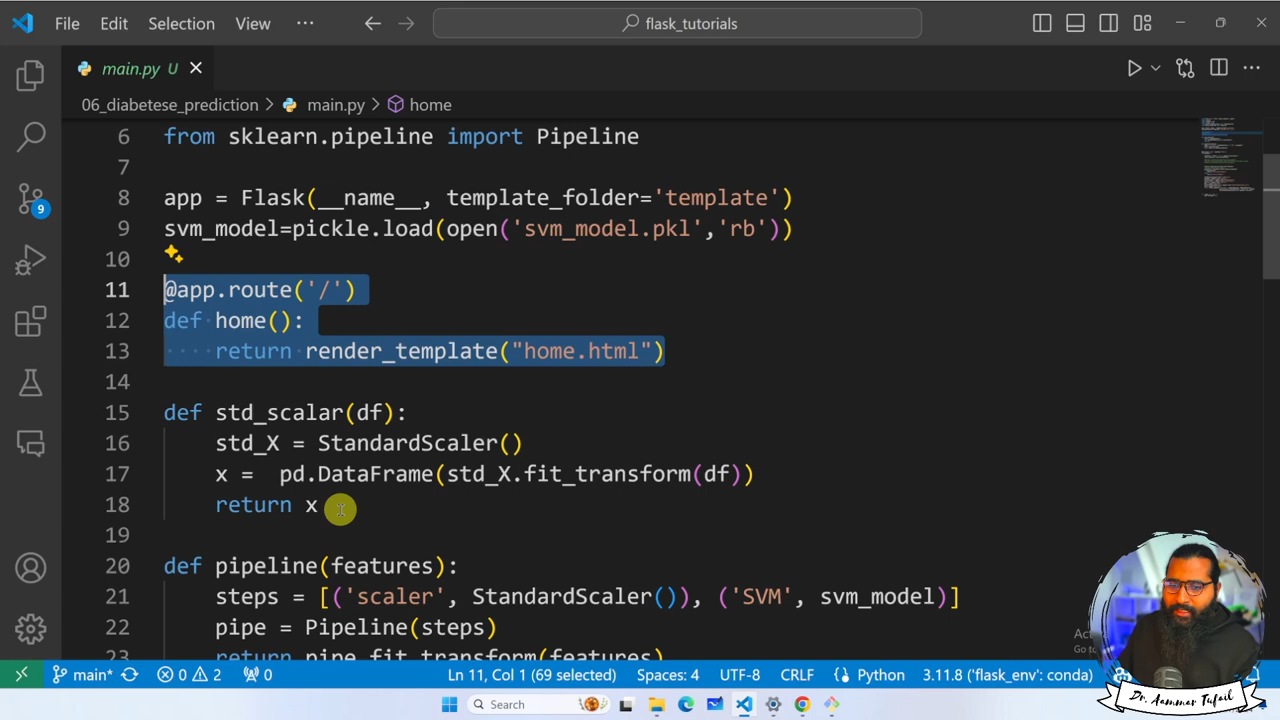 File Edit Selection View ··· flask_tutorials
main.py U
06_diabetese_prediction > main.py > home
6 from sklearn.pipeline import Pipeline
7
8 app = Flask(__name__, template_folder='template')
9 svm_model=pickle.load(open('svm_model.pkl','rb'))
10
11 @app.route('/')
12 def home():
13 return render_template("home.html")
14
15 def std_scalar(df):
16 std_X = StandardScaler()
17 x = pd.DataFrame(std_X.fit_transform(df))
18 return x
19
20 def pipeline(features):
21 steps = [('scaler', StandardScaler()), ('SVM', svm_model)]
22 pipe = Pipeline(steps)
23 return pipe.fit_transform(features)
9
Dr. Aammar Tufail
main* 0 2 0 Ln 11, Col 1 (69 selected) Spaces: 4 UTF-8 CRLF Python 3.11.8 ('flask_env': conda)
Search